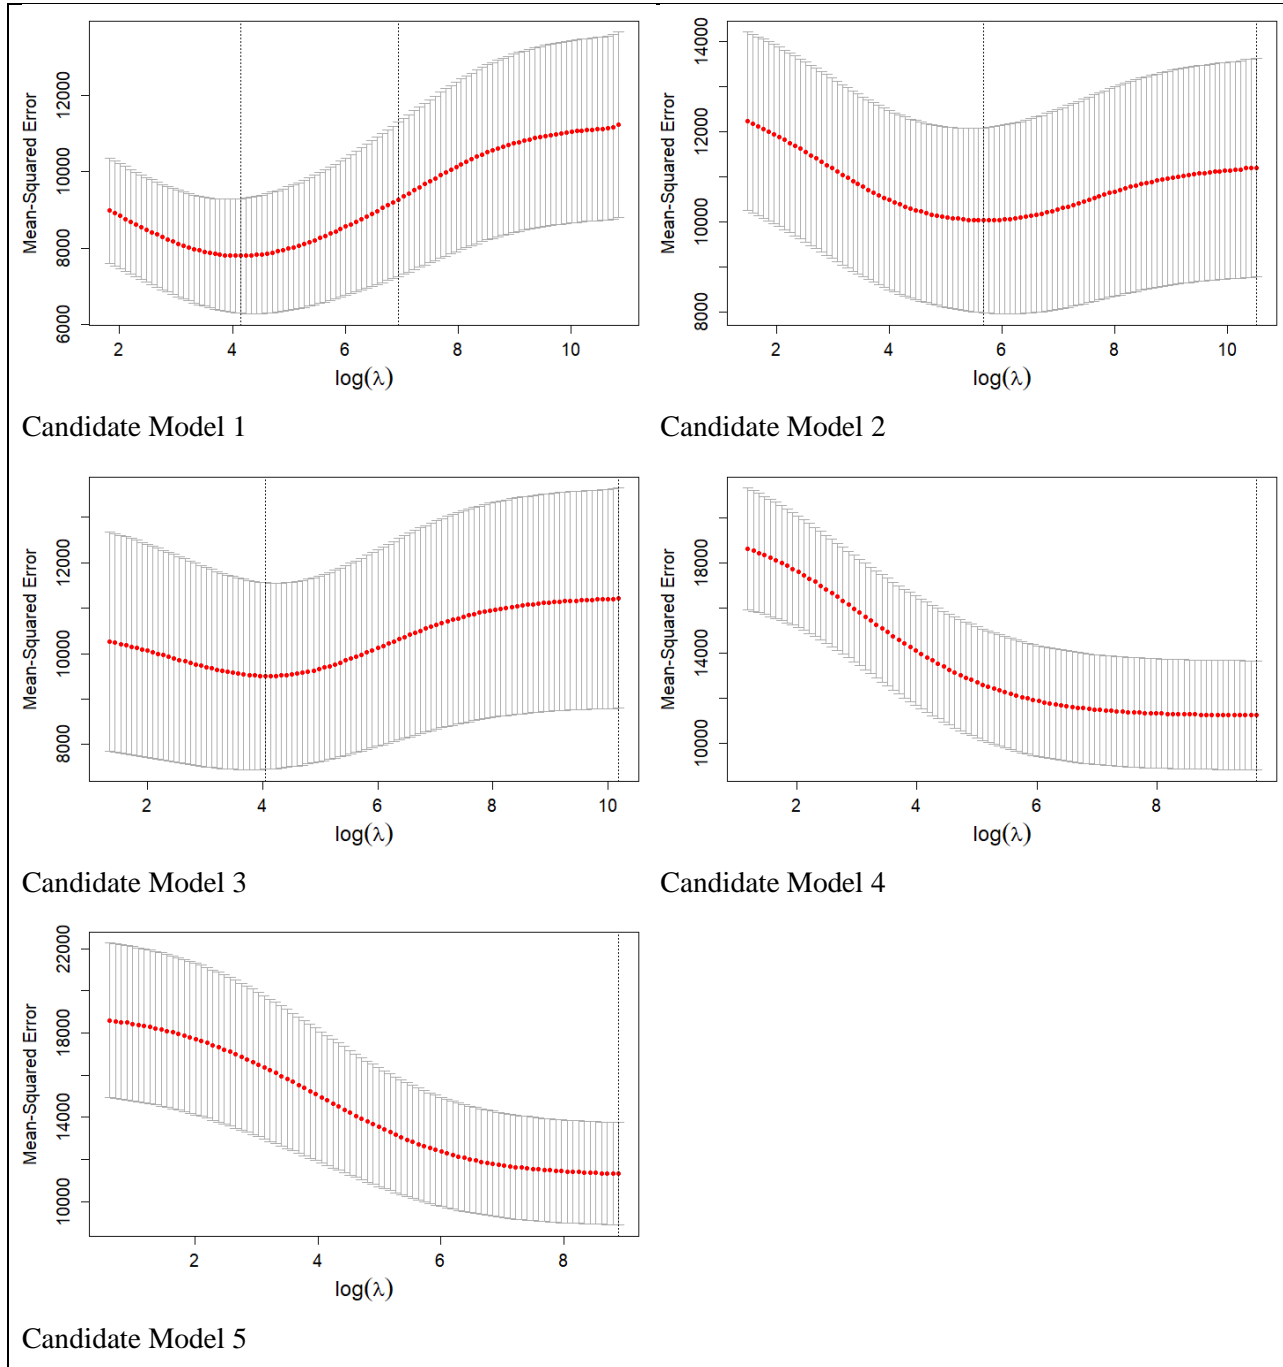 Mean-Squared Error
6000 8000 10000 12000
2 4 6 8 10
log(λ)
Candidate Model 1
Mean-Squared Error
8000 10000 12000 14000
2 4 6 8 10
log(λ)
Candidate Model 2
Mean-Squared Error
8000 10000 12000
2 4 6 8 10
log(λ)
Candidate Model 3
Mean-Squared Error
10000 14000 18000
2 4 6 8
log(λ)
Candidate Model 4
Mean-Squared Error
10000 14000 18000 22000
2 4 6 8
log(λ)
Candidate Model 5